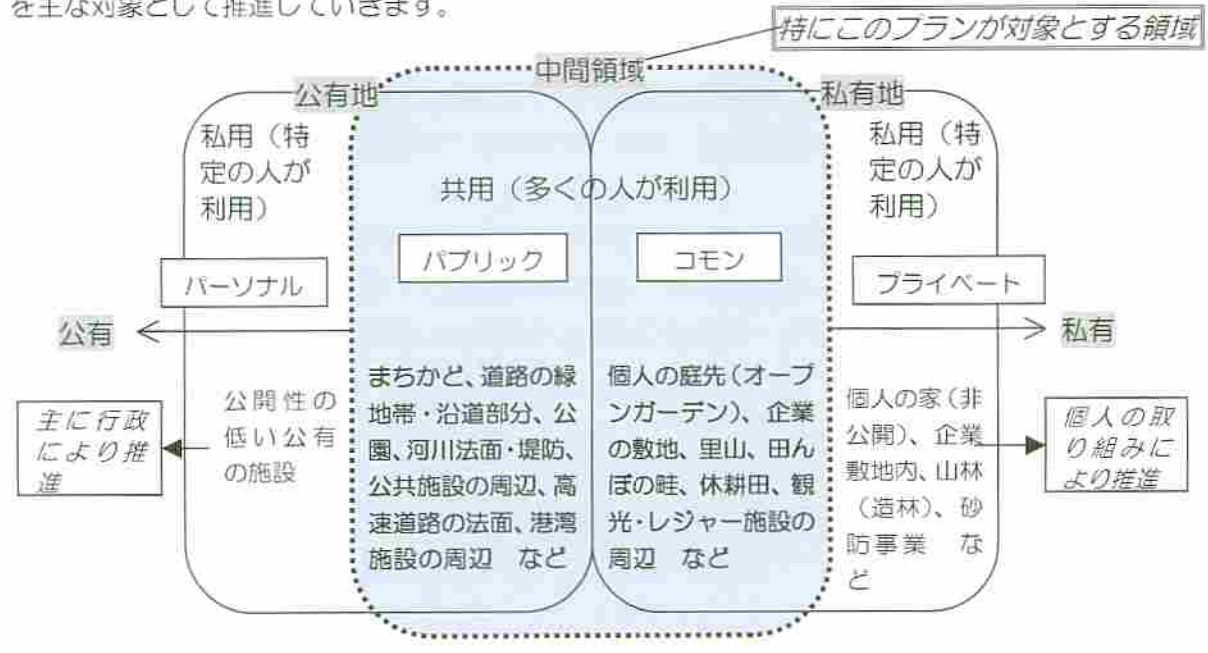 を主な対象として推進していきます。
特にこのプランが対象とする領域
中間領域
公有地
私有地
私用（特
定の人が
利用）
共用（多くの人が利用）
私用（特
定の人が
利用）
パーソナル
パブリック
コモン
プライベート
公有
私有
主に行政
により推
進
公開性の
低い公有
の施設
まちかど、道路の緑
地帯・沿道部分、公
園、河川法面・堤防、
公共施設の周辺、高
速道路の法面、港湾
施設の周辺　など
個人の庭先（オープ
ンガーデン）、企業
の敷地、里山、田ん
ぼの畦、休耕田、観
光・レジャー施設の
周辺　など
個人の家（非
公開）、企業
敷地内、山林
（造林）、砂
防事業　な
ど
個人の取
り組みに
より推進